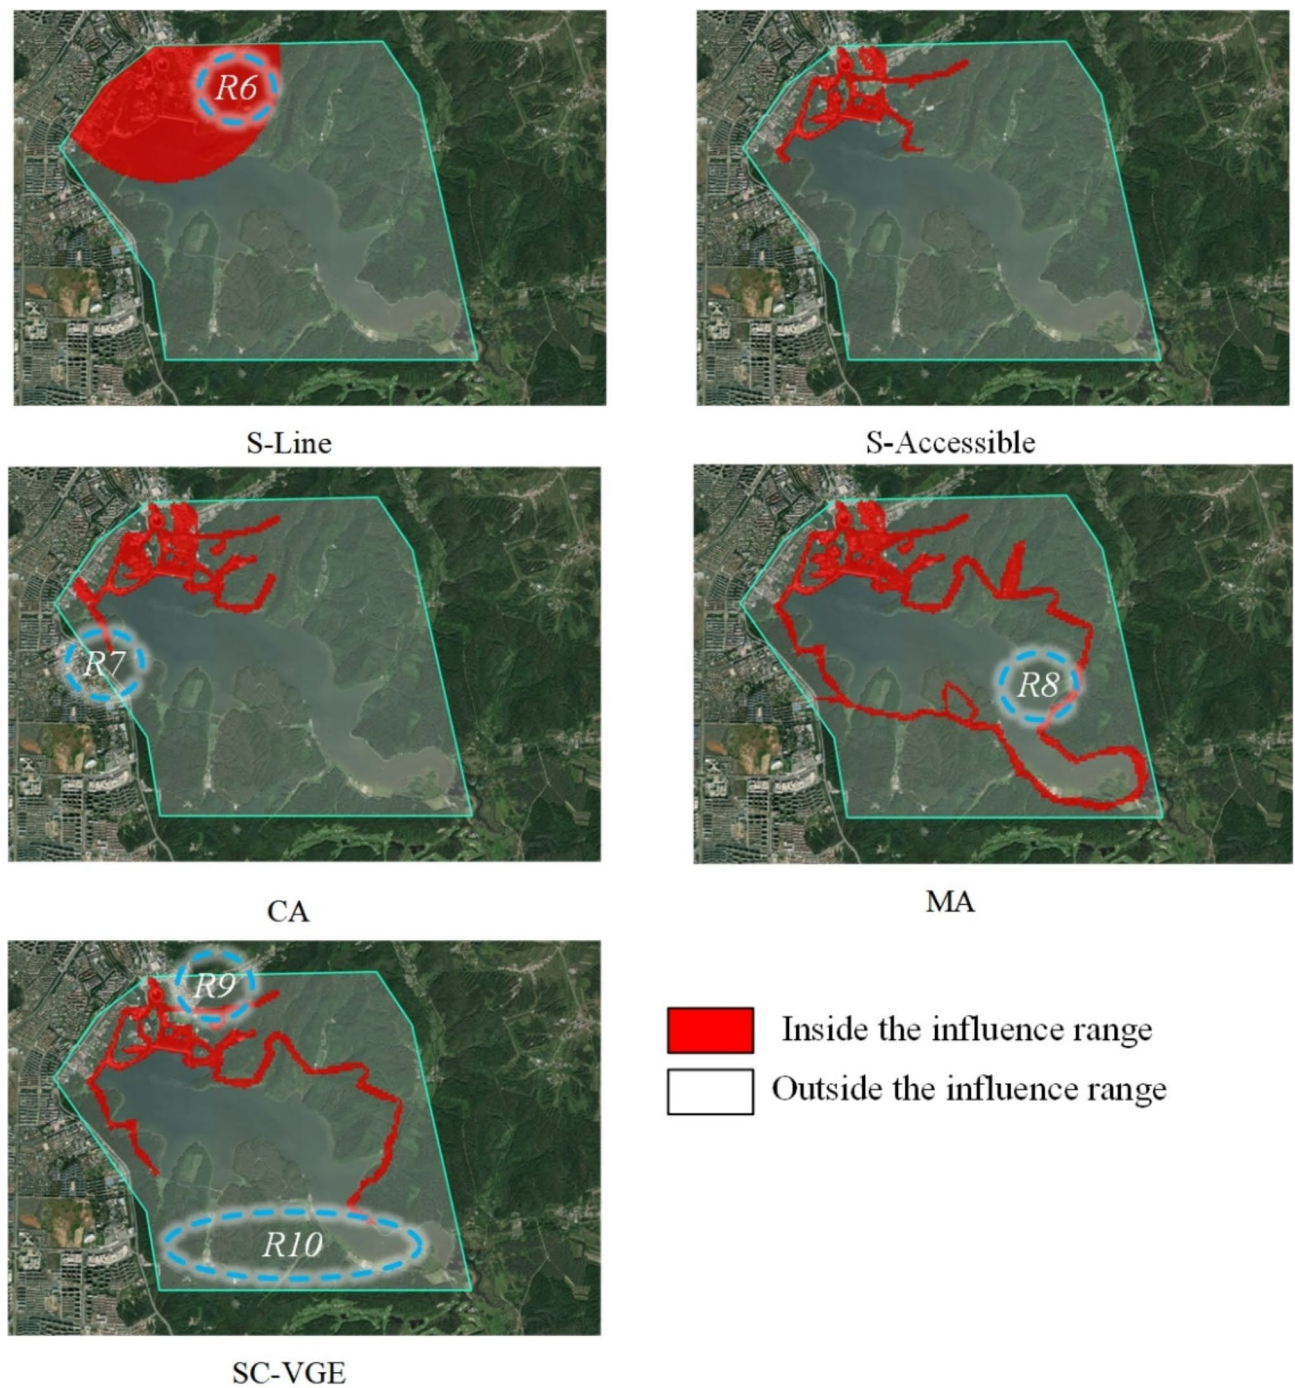 R6
S-Line
S-Accessible
R7
R8
CA
MA
R9
R10
Inside the influence range
Outside the influence range
SC-VGE